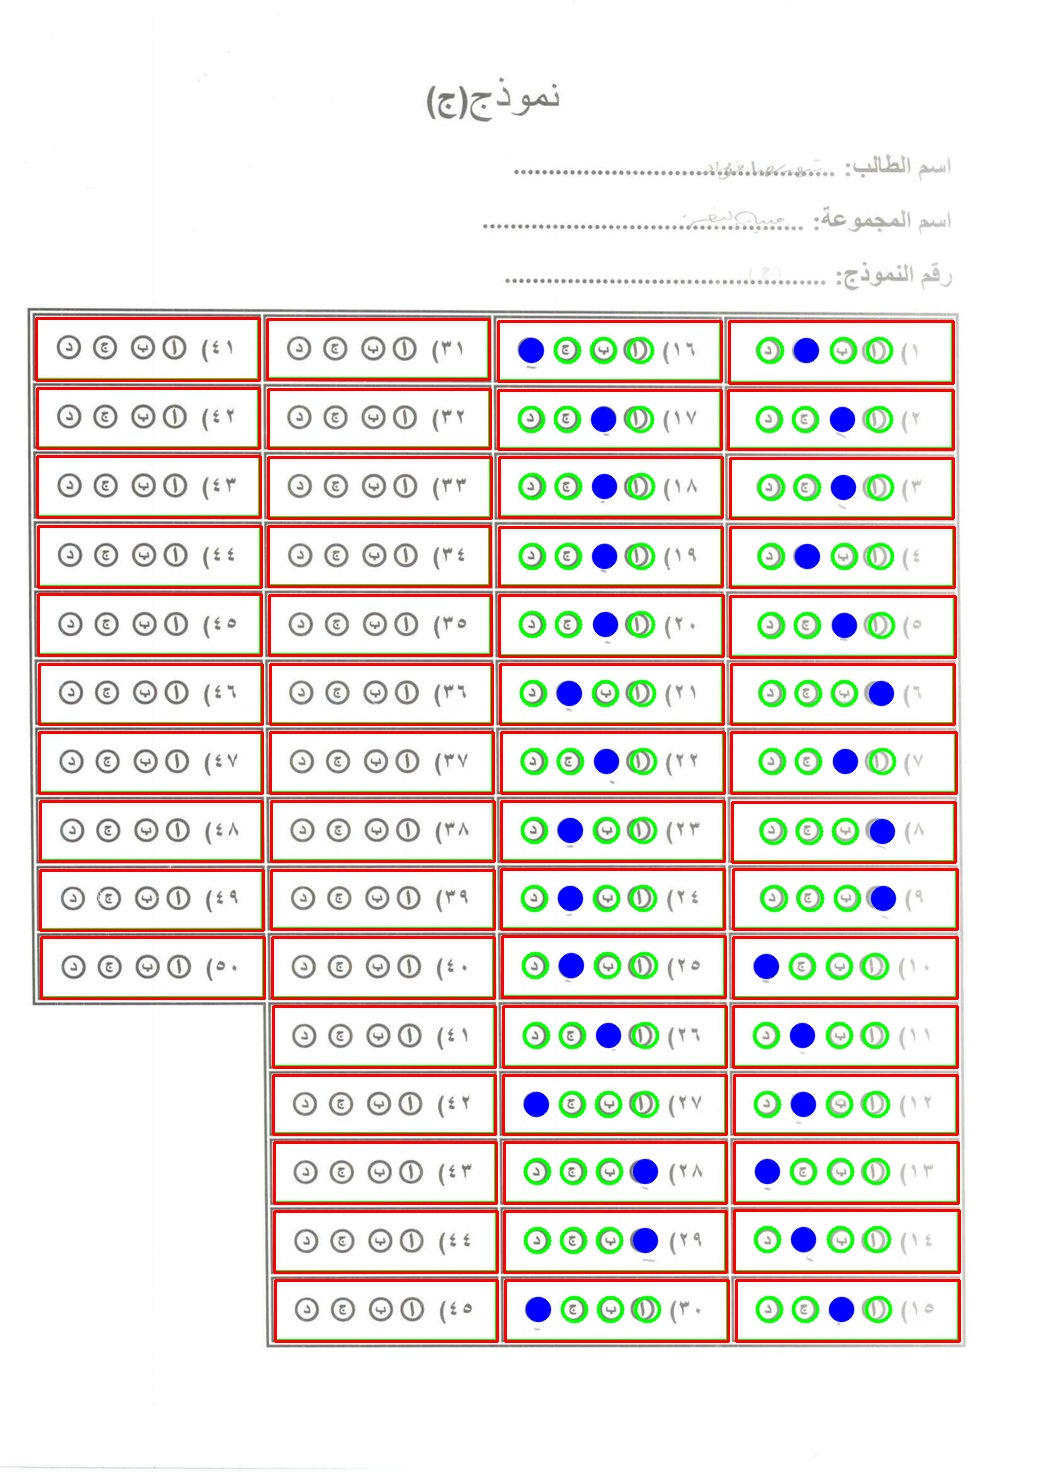 نموذج(ج)
اسم الطالب: ..............................
اسم المجموعة: ..............................
رقم النموذج: ..............................
١) ا ب د
٢) ا ج د
٣) ا ج د
٤) ا ب د
٥) ا ج د
٦) ب ج د
٧) ا ج د
٨) ب ج د
٩) ب ج د
١٠) ا ب ج
١١) ا ب د
١٢) ا ب د
١٣) ا ب ج
١٤) ا ب د
١٥) ا ج د
١٦) ا ب ج
١٧) ا ج د
١٨) ا ج د
١٩) ا ج د
٢٠) ا ج د
٢١) ا ب د
٢٢) ا ج د
٢٣) ا ب د
٢٤) ا ب د
٢٥) ا ب د
٢٦) ا ج د
٢٧) ا ب ج
٢٨) ب ج د
٢٩) ب ج د
٣٠) ا ب ج
٣١) ا ب ج د
٣٢) ا ب ج د
٣٣) ا ب ج د
٣٤) ا ب ج د
٣٥) ا ب ج د
٣٦) ا ب ج د
٣٧) ا ب ج د
٣٨) ا ب ج د
٣٩) ا ب ج د
٤٠) ا ب ج د
٤١) ا ب ج د
٤٢) ا ب ج د
٤٣) ا ب ج د
٤٤) ا ب ج د
٤٥) ا ب ج د
٤١) ا ب ج د
٤٢) ا ب ج د
٤٣) ا ب ج د
٤٤) ا ب ج د
٤٥) ا ب ج د
٤٦) ا ب ج د
٤٧) ا ب ج د
٤٨) ا ب ج د
٤٩) ا ب ج د
٥٠) ا ب ج د